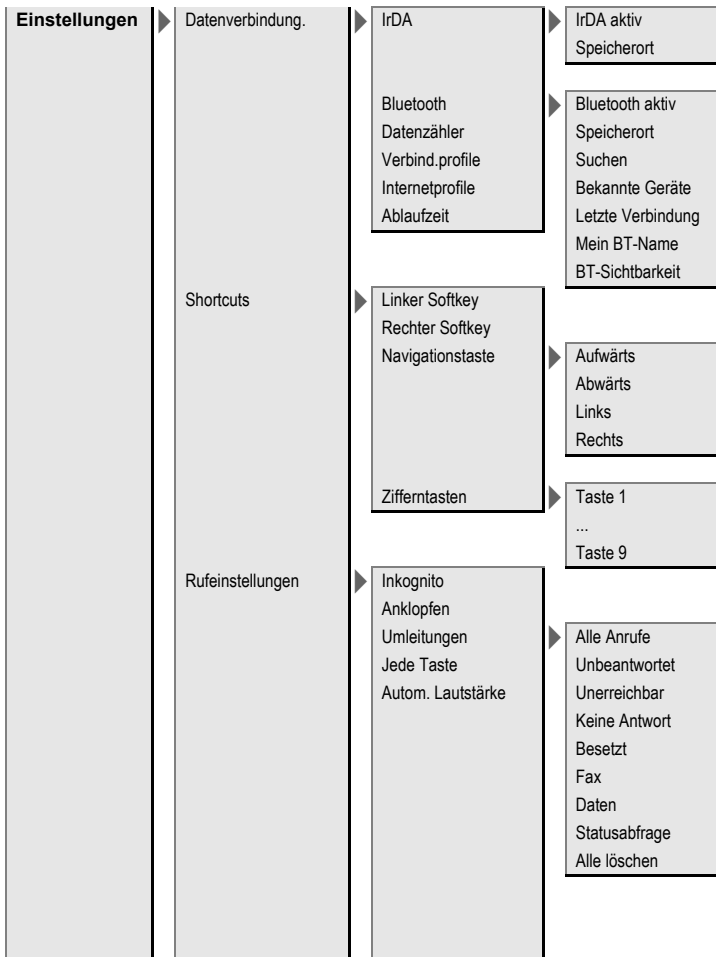 Einstellungen
Datenverbindung.
IrDA
IrDA aktiv
Speicherort
Bluetooth
Datenzähler
Verbind.profile
Internetprofile
Ablaufzeit
Bluetooth aktiv
Speicherort
Suchen
Bekannte Geräte
Letzte Verbindung
Mein BT-Name
BT-Sichtbarkeit
Shortcuts
Linker Softkey
Rechter Softkey
Navigationstaste
Aufwärts
Abwärts
Links
Rechts
Zifferntasten
Taste 1
...
Taste 9
Rufeinstellungen
Inkognito
Anklopfen
Umleitungen
Jede Taste
Autom. Lautstärke
Alle Anrufe
Unbeantwortet
Unerreichbar
Keine Antwort
Besetzt
Fax
Daten
Statusabfrage
Alle löschen